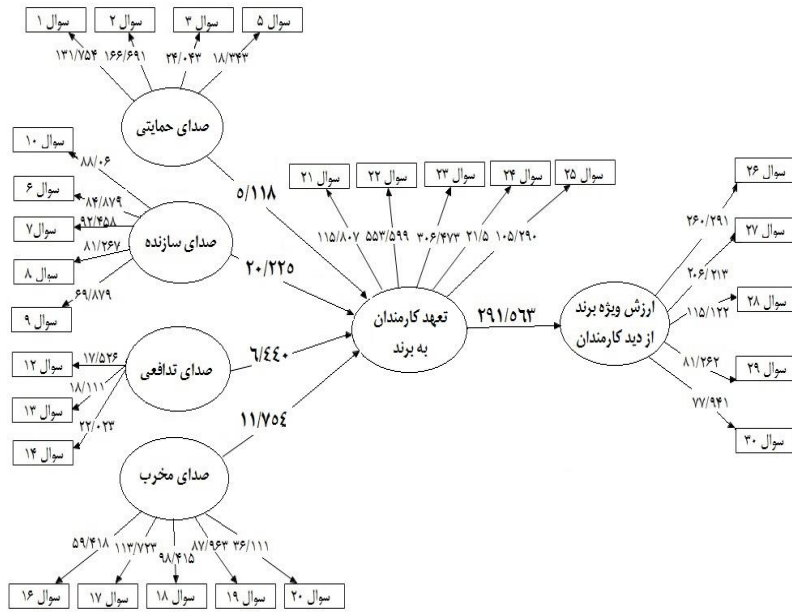 سوال ۱
سوال ۲
سوال ۳
سوال ۵
۱۳۱/۷۵۴
۱۶۶/۶۹۱
۲۴/۰۴۳
۱۸/۳۴۳
صدای حمایتی
۵/۱۱۸
سوال ۱۰
سوال ۶
سوال۷
سوال ۸
سوال ۹
۸۸/۰۶
۸۴/۸۷۹
۹۲/۴۵۸
۸۱/۲۶۷
۶۹/۸۷۹
صدای سازنده
۲۰/۲۲۵
سوال ۱۲
سوال ۱۳
سوال ۱۴
۱۷/۵۲۶
۱۸/۱۱۱
۲۲/۰۲۳
صدای تدافعی
۶/٤٤۰
صدای مخرب
۱۱/۷۵٤
۵۹/۴۱۸
۱۱۳/۷۲۳
۹۸/۴۱۵
۸۷/۹۶۳
۳۶/۱۱۱
سوال ۱۶
سوال ۱۷
سوال ۱۸
سوال ۱۹
سوال ۲۰
سوال ۲۱
سوال ۲۲
سوال ۲۳
سوال ۲۴
سوال ۲۵
۱۱۵/۸۰۷
۵۵۳/۵۹۹
۳۰۶/۴۷۳
۲۱/۵
۱۰۵/۲۹۰
تعهد کارمندان
به برند
۲۹۱/۵۶۳
ارزش ویژه برند
از دید کارمندان
۲۶۰/۲۹۱
۲۰۶/۲۱۳
۱۱۵/۱۲۲
۸۱/۲۶۲
۷۷/۹۴۱
سوال ۲۶
سوال ۲۷
سوال ۲۸
سوال ۲۹
سوال ۳۰